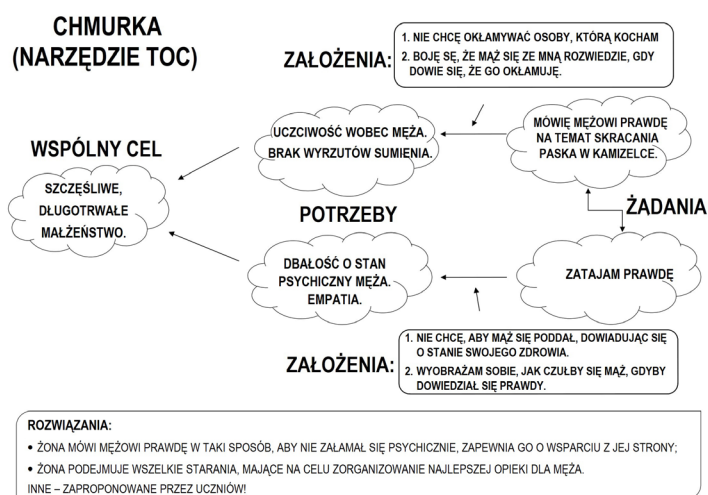 CHMURKA
(NARZĘDZIE TOC)
ZAŁOŻENIA:
1. NIE CHCĘ OKŁAMYWAĆ OSOBY, KTÓRĄ KOCHAM
2. BOJĘ SĘ, ŻE MĄŻ SIĘ ZE MNĄ ROZWIEDZIE, GDY
DOWIE SIĘ, ŻE GO OKŁAMUJĘ.
UCZCIWOŚĆ WOBEC MĘŻA.
BRAK WYRZUTÓW SUMIENIA.
MÓWIĘ MĘŻOWI PRAWDĘ
NA TEMAT SKRACANIA
PASKA W KAMIZELCE.
WSPÓLNY CEL
SZCZĘŚLIWE,
DŁUGOTRWAŁE
MAŁŻEŃSTWO.
POTRZEBY
ŻĄDANIA
DBAŁOŚĆ O STAN
PSYCHICZNY MĘŻA.
EMPATIA.
ZATAJAM PRAWDĘ
ZAŁOŻENIA:
1. NIE CHCĘ, ABY MĄŻ SIĘ PODDAŁ, DOWIADUJĄC SIĘ
O STANIE SWOJEGO ZDROWIA.
2. WYOBRAŻAM SOBIE, JAK CZUŁBY SIĘ MĄŻ, GDYBY
DOWIEDZIAŁ SIĘ PRAWDY.
ROZWIĄZANIA:
• ŻONA MÓWI MĘŻOWI PRAWDĘ W TAKI SPOSÓB, ABY NIE ZAŁAMAŁ SIĘ PSYCHICZNIE, ZAPEWNIA GO O WSPARCIU Z JEJ STRONY;
• ŻONA PODEJMUJE WSZELKIE STARANIA, MAJĄCE NA CELU ZORGANIZOWANIE NAJLEPSZEJ OPIEKI DLA MĘŻA.
INNE – ZAPROPONOWANE PRZEZ UCZNIÓW!